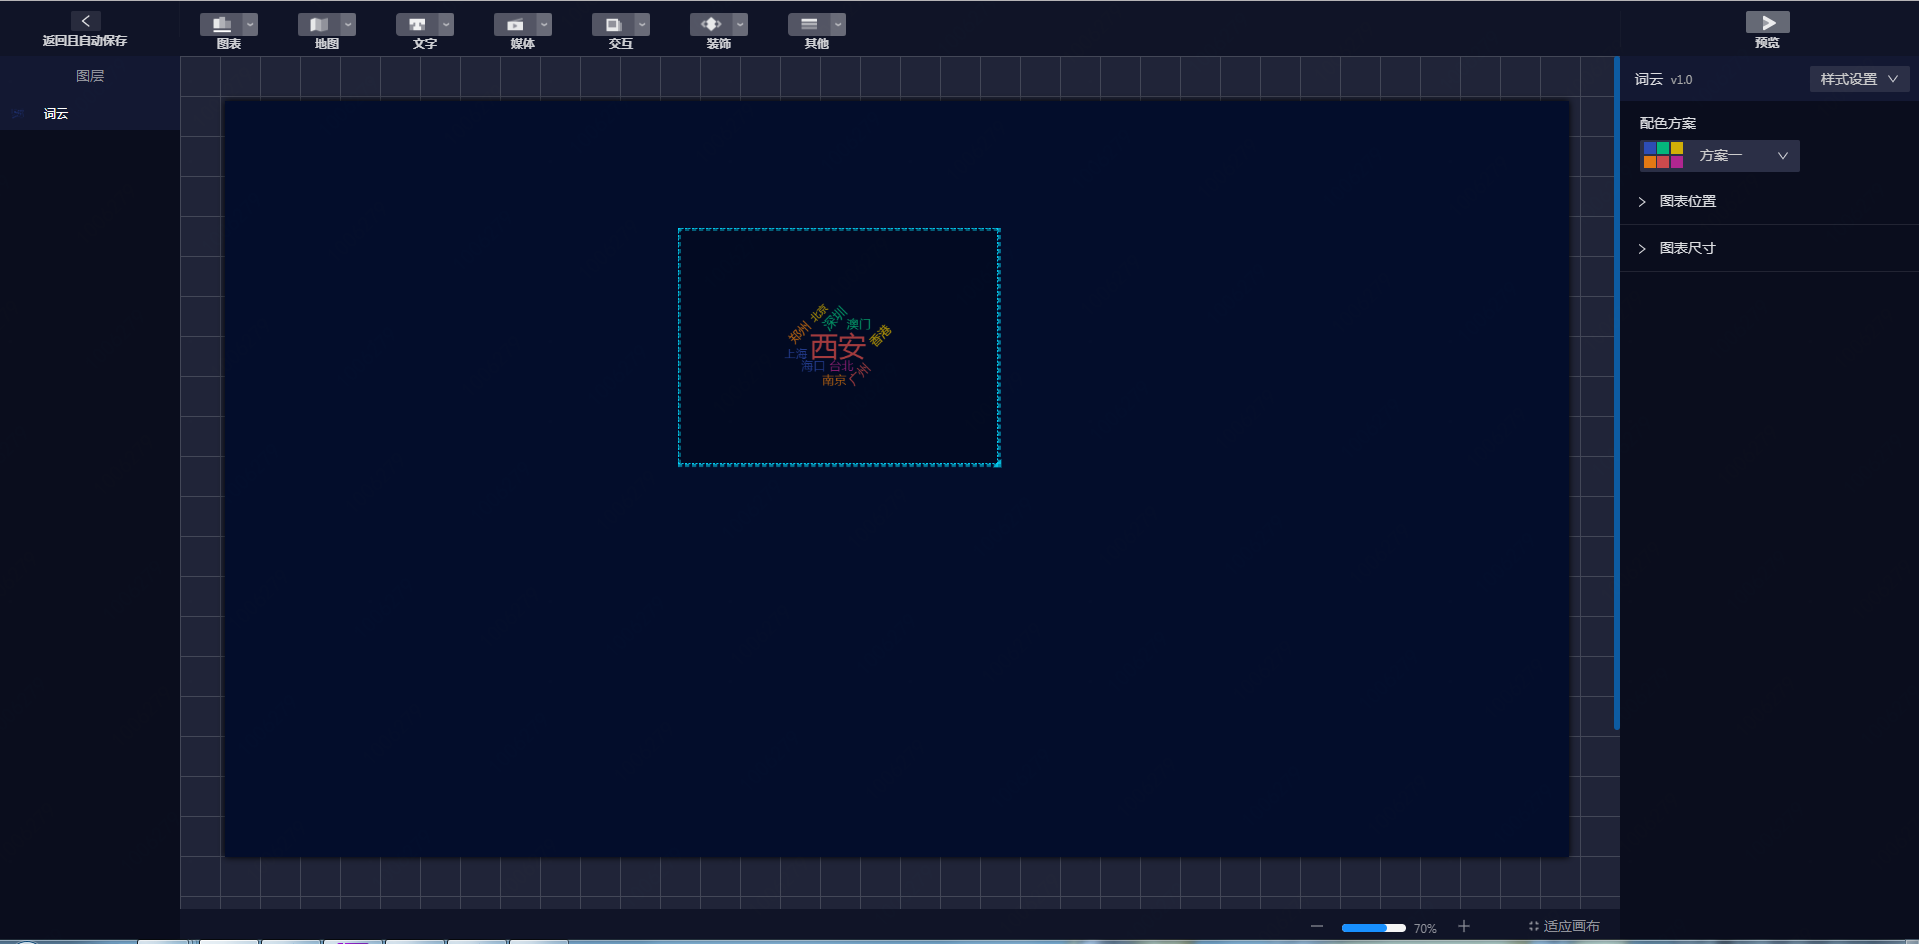 返回且自动保存
图表
地图
文字
媒体
交互
装饰
其他
预览
图层
词云
词云 v1.0
样式设置
配色方案
方案一
图表位置
图表尺寸
北京
深圳
郑州
澳门
香港
西安
上海
海口
台北
广州
南京
70%
适应画布